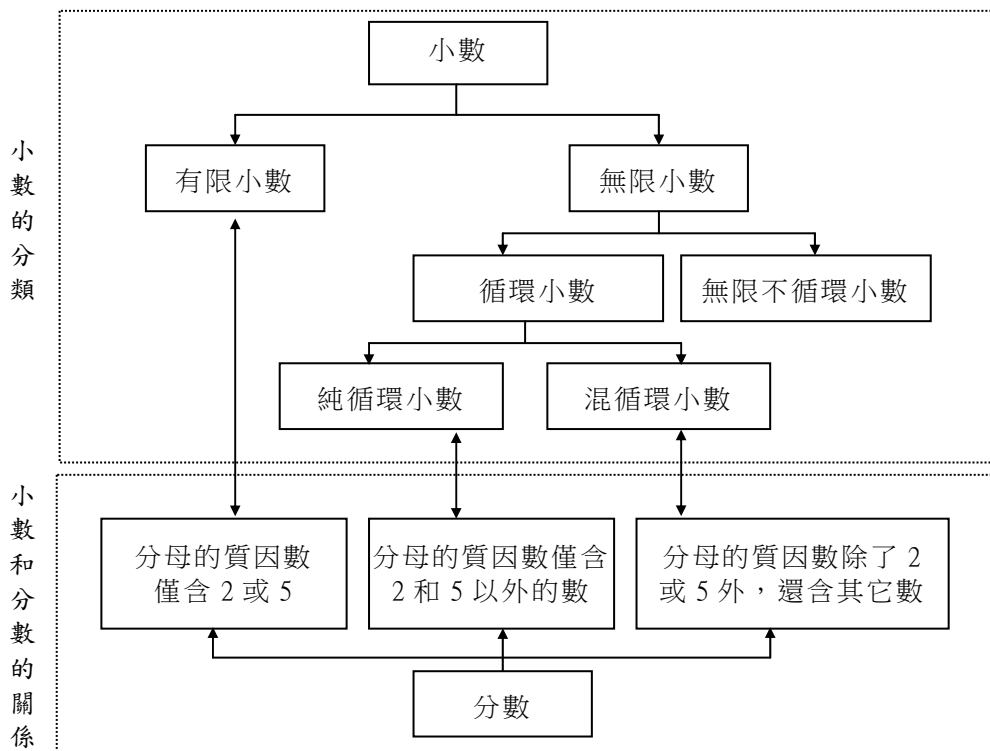 小數的分類
小數
有限小數
無限小數
循環小數
無限不循環小數
純循環小數
混循環小數
小數和分數的關係
分母的質因數
僅含 2 或 5
分母的質因數僅含
2 和 5 以外的數
分母的質因數除了 2
或 5 外，還含其它數
分數